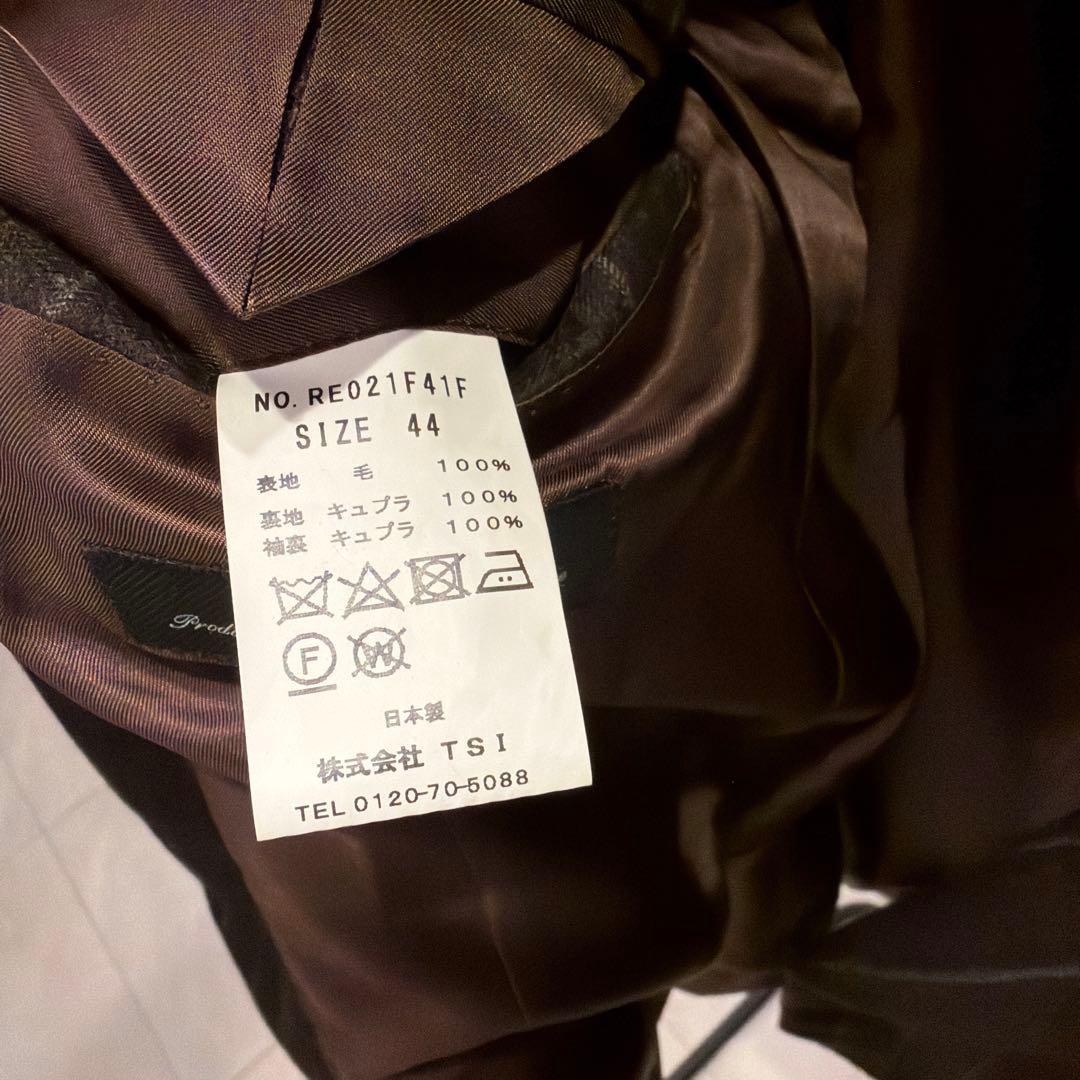 NO. RE021F41F
SIZE 44
表地 毛 100%
裏地 キュプラ 100%
袖裏 キュプラ 100%
F W
日本製
株式会社 TSI
TEL 0120-70-5088